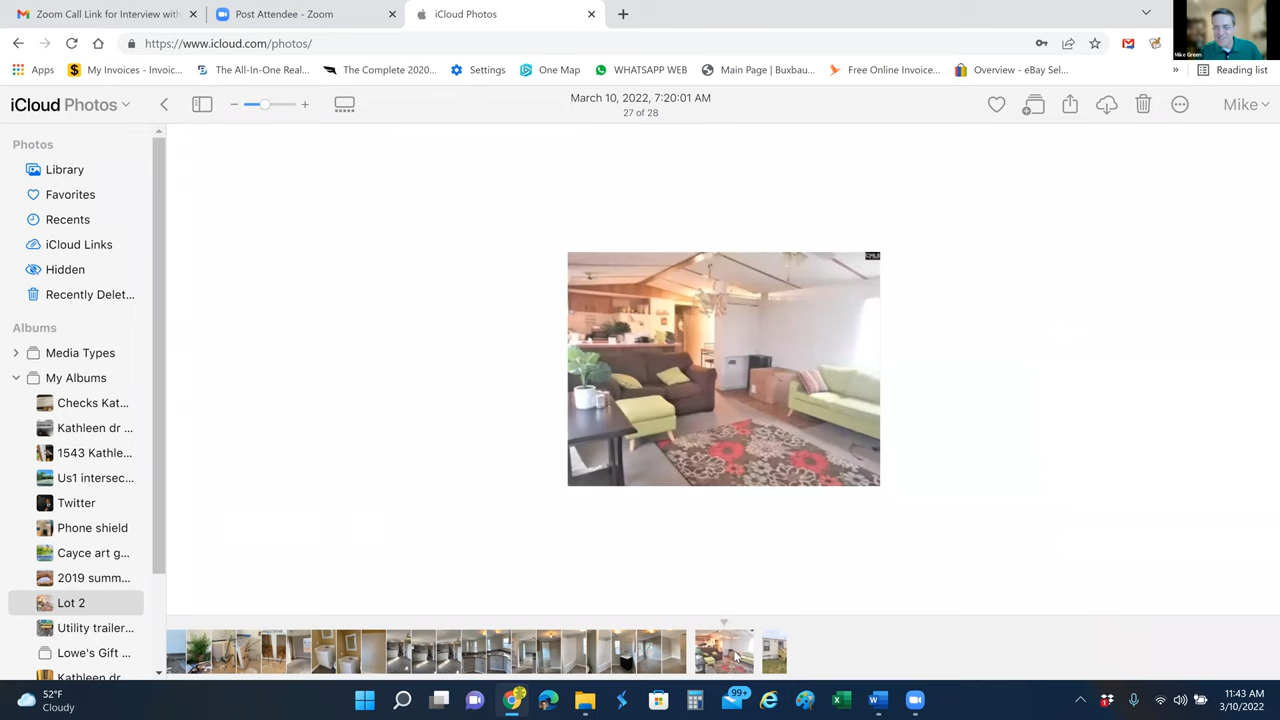 Zoom Call Link for Interview with
Post Attendee - Zoom
iCloud Photos
https://www.icloud.com/photos/
Mike Green
Apps
My Invoices - Invoic...
The All-In-One Real...
The Complete 2020...
Settings
One Map
WHATSAPP WEB
Main Page | Buxbau...
Free Online Invoice...
Overview - eBay Sel...
»
Reading list
iCloud Photos
March 10, 2022, 7:20:01 AM
27 of 28
Mike
Photos
Library
Favorites
Recents
iCloud Links
Hidden
Recently Delet...
Albums
Media Types
My Albums
Checks Kat...
Kathleen dr ...
1543 Kathle...
Us1 intersec...
Twitter
Phone shield
Cayce art g...
2019 summ...
Lot 2
Utility trailer...
Lowe's Gift ...
Kathleen dr
52°F
Cloudy
99+
11:43 AM
3/10/2022